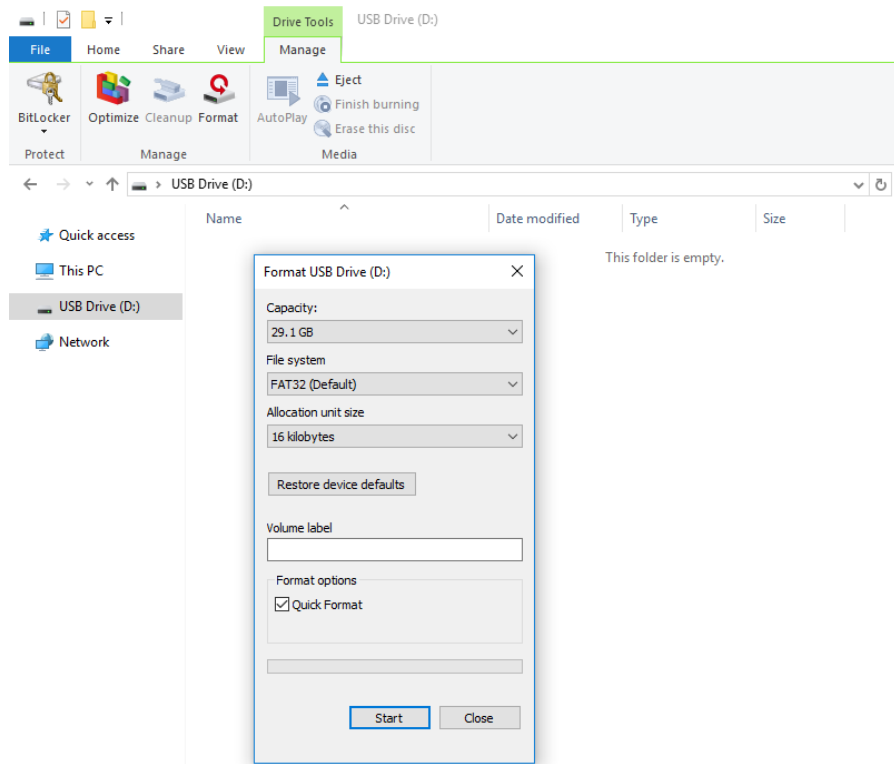 Drive Tools USB Drive (D:)
File Home Share View Manage
BitLocker Optimize Cleanup Format AutoPlay Eject
Finish burning
Erase this disc
Protect Manage Media
USB Drive (D:)
Name Date modified Type Size
Quick access
This PC
USB Drive (D:)
Network
This folder is empty.
Format USB Drive (D:)
Capacity:
29.1 GB
File system
FAT32 (Default)
Allocation unit size
16 kilobytes
Restore device defaults
Volume label
Format options
Quick Format
Start Close